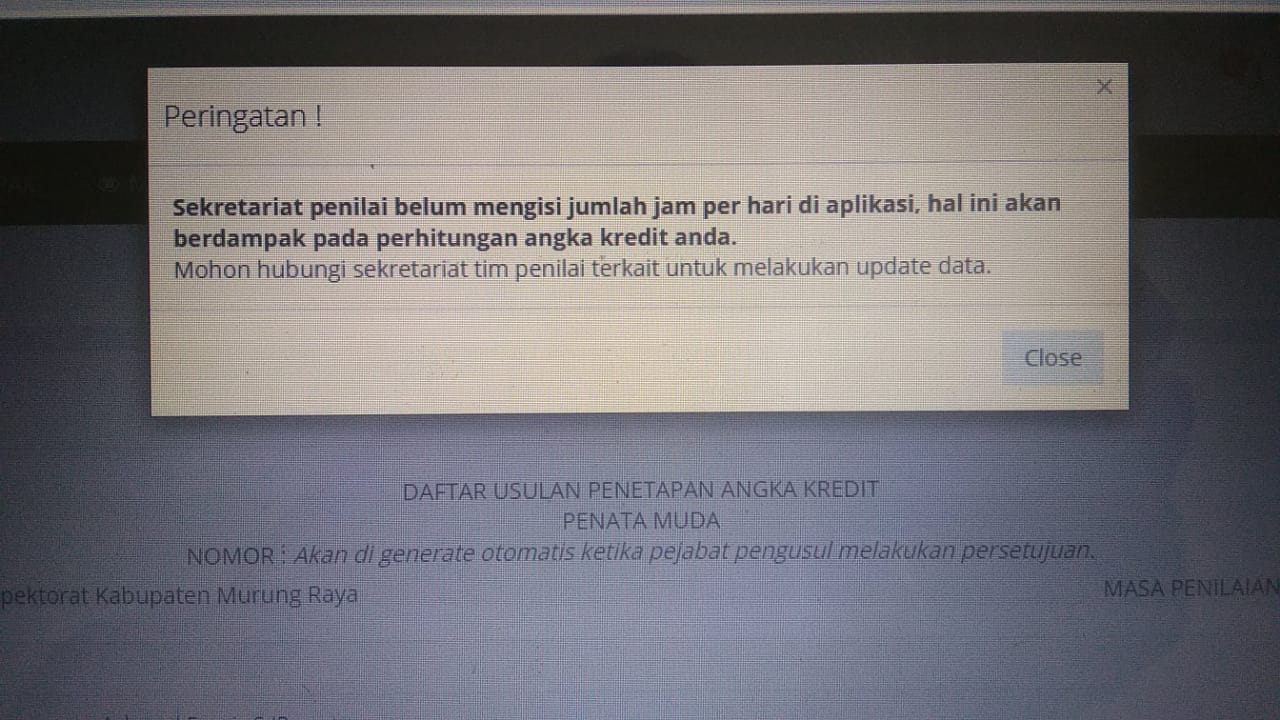 Peringatan !
Sekretariat penilai belum mengisi jumlah jam per hari di aplikasi, hal ini akan
berdampak pada perhitungan angka kredit anda.
Mohon hubungi sekretariat tim penilai terkait untuk melakukan update data.
Close
DAFTAR USULAN PENETAPAN ANGKA KREDIT
PENATA MUDA
NOMOR : Akan di generate otomatis ketika pejabat pengusul melakukan persetujuan.
pektorat Kabupaten Murung Raya
MASA PENILAIAN